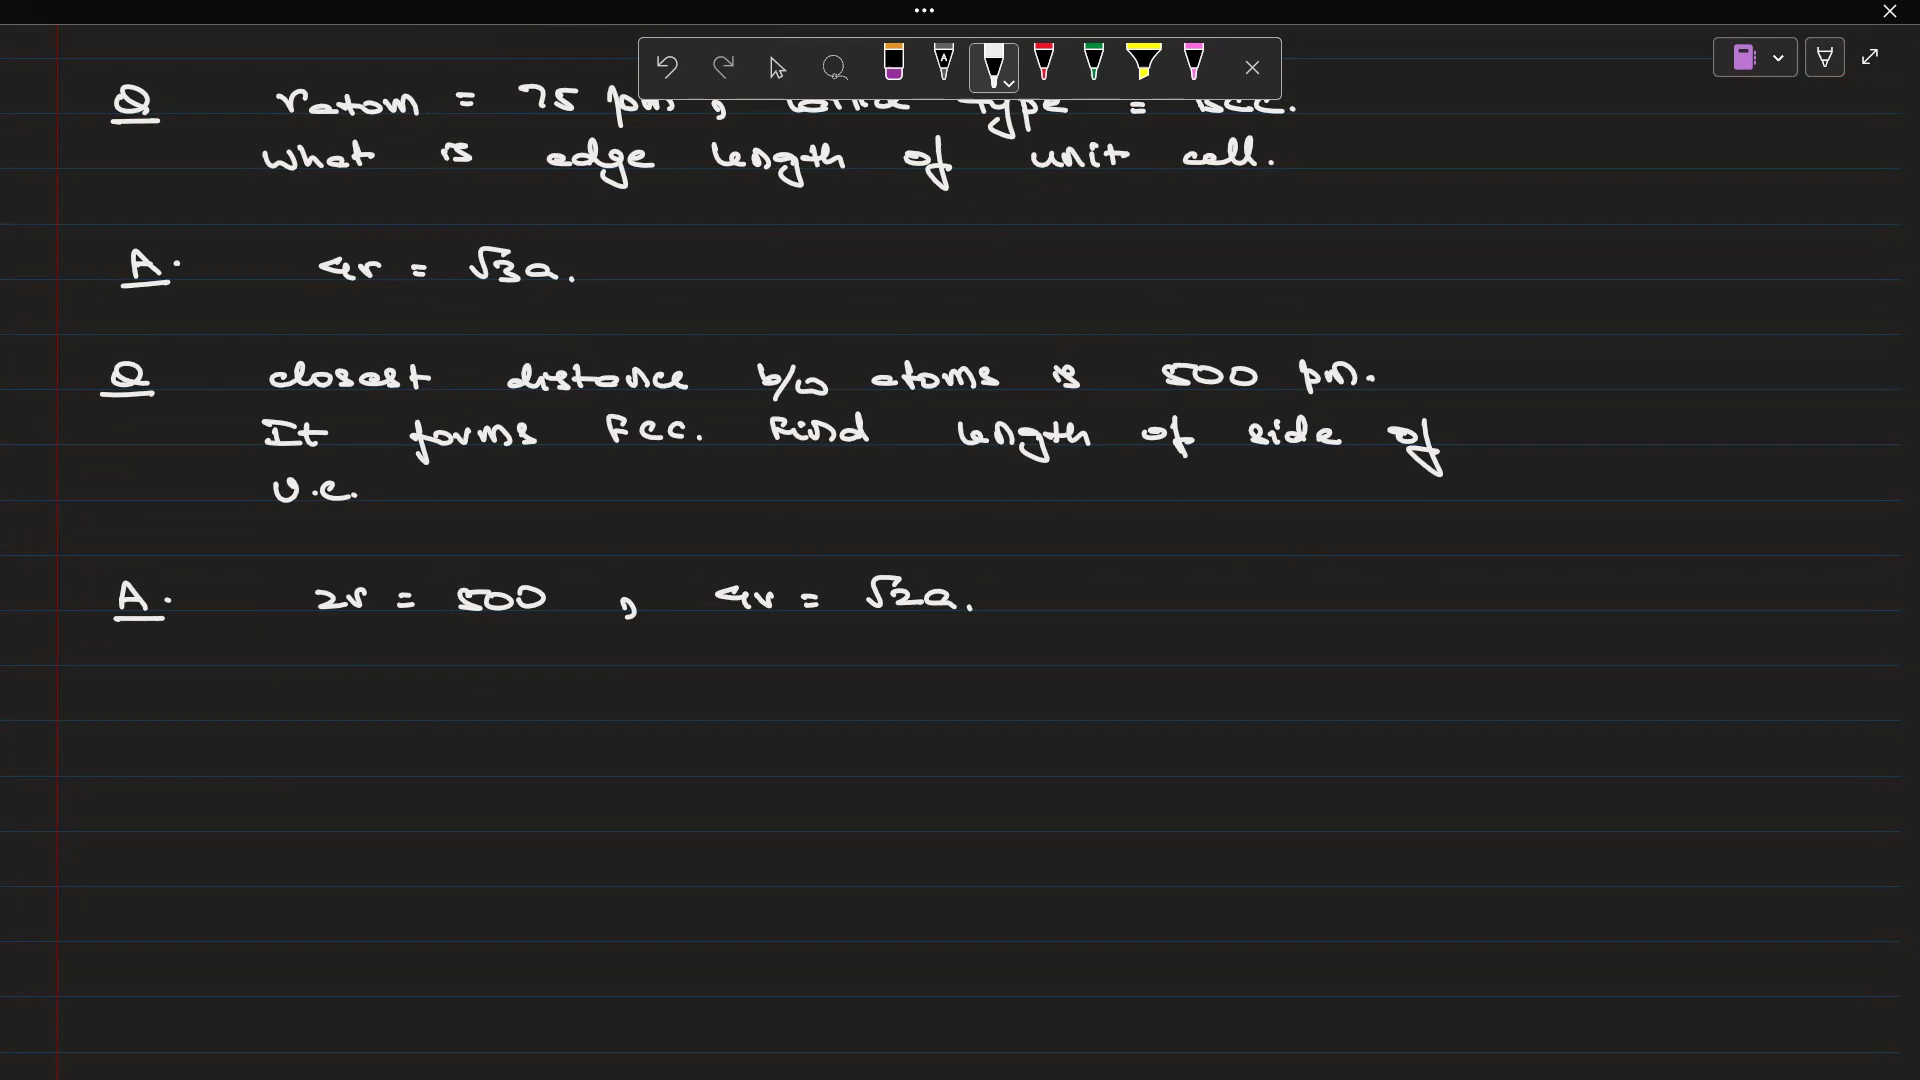 Q ratom = 75 pm, type = BCC.
What is edge length of unit cell.
A. 4r = √3a.
Q closest distance b/w atoms is 500 pm.
It forms FCC. Find length of side of
U.C.
A. 2r = 500 , 4r = √2a.